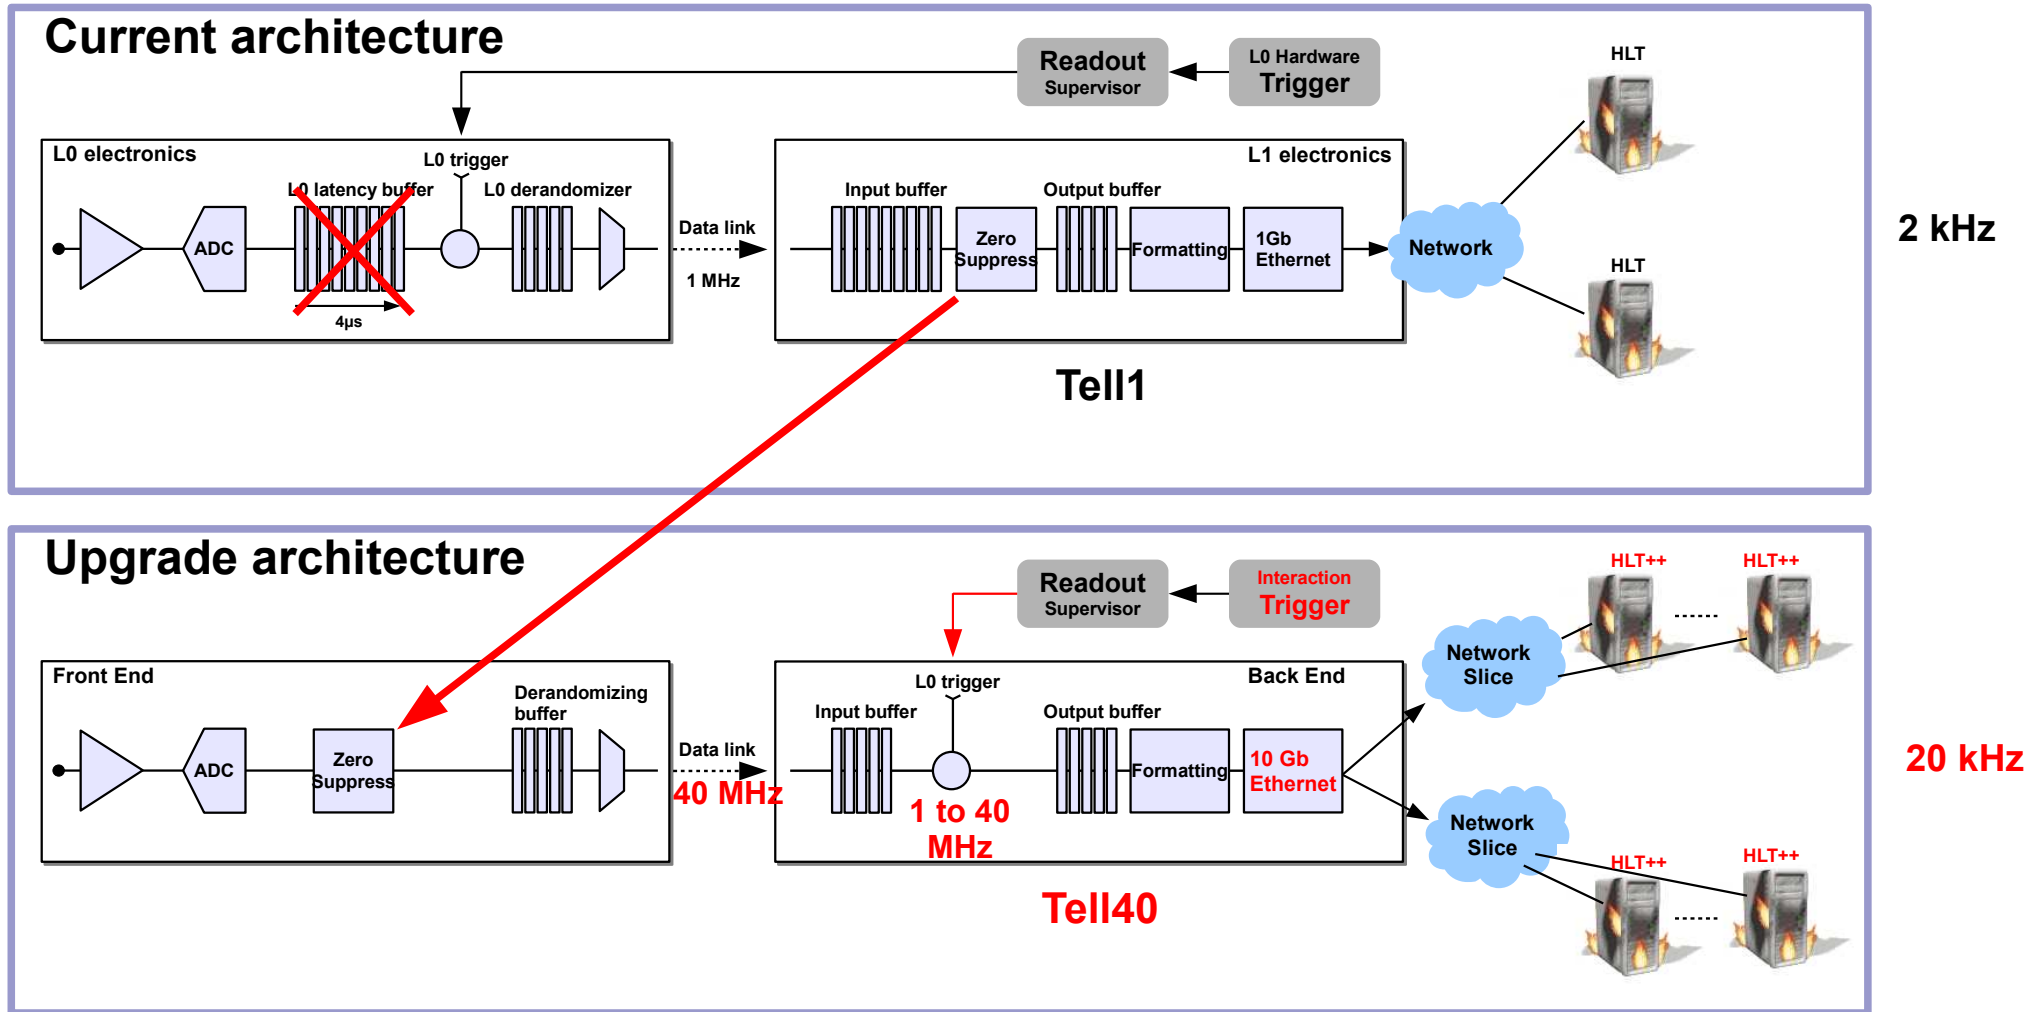 Current architecture
Readout
Supervisor
L0 Hardware
Trigger
HLT
L0 electronics
L0 trigger
L0 latency buffer
L0 derandomizer
ADC
4µs
Data link
1 MHz
L1 electronics
Input buffer
Output buffer
Zero
Suppress
Formatting
1Gb
Ethernet
Network
HLT
2 kHz
Tell1
Upgrade architecture
Readout
Supervisor
Interaction
Trigger
HLT++
HLT++
Front End
Derandomizing
buffer
ADC
Zero
Suppress
Data link
40 MHz
Back End
L0 trigger
Input buffer
Output buffer
1 to 40
MHz
Formatting
10 Gb
Ethernet
Network
Slice
Network
Slice
HLT++
HLT++
20 kHz
Tell40